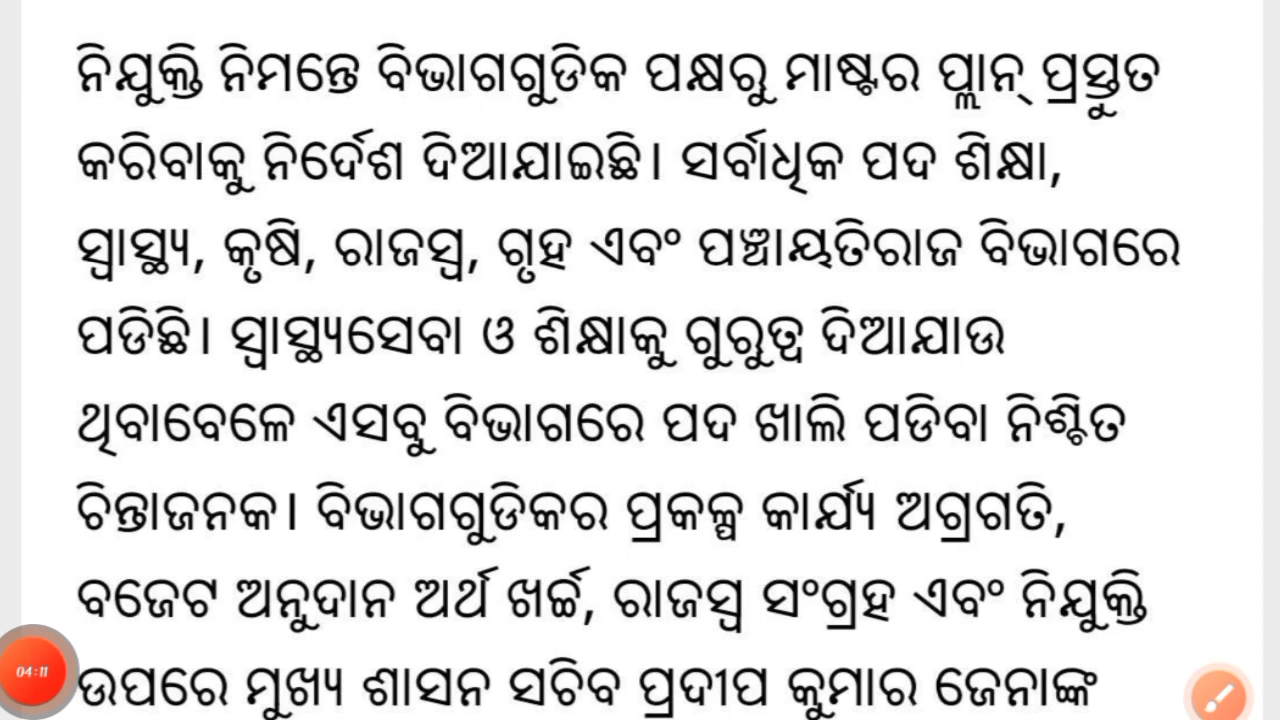 ନିଯୁକ୍ତି ନିମନ୍ତେ ବିଭାଗଗୁଡିକ ପକ୍ଷରୁ ମାଷ୍ଟର ପ୍ଲାନ୍ ପ୍ରସ୍ତୁତ
କରିବାକୁ ନିର୍ଦେଶ ଦିଆଯାଇଛି। ସର୍ବାଧିକ ପଦ ଶିକ୍ଷା,
ସ୍ୱାସ୍ଥ୍ୟ, କୃଷି, ରାଜସ୍ୱ, ଗୃହ ଏବଂ ପଞ୍ଚାୟତିରାଜ ବିଭାଗରେ
ପଡିଛି। ସ୍ୱାସ୍ଥ୍ୟସେବା ଓ ଶିକ୍ଷାକୁ ଗୁରୁତ୍ୱ ଦିଆଯାଉ
ଥିବାବେଳେ ଏସବୁ ବିଭାଗରେ ପଦ ଖାଲି ପଡିବା ନିଶ୍ଚିତ
ଚିନ୍ତାଜନକ। ବିଭାଗଗୁଡିକର ପ୍ରକଳ୍ପ କାର୍ଯ୍ୟ ଅଗ୍ରଗତି,
ବଜେଟ ଅନୁଦାନ ଅର୍ଥ ଖର୍ଚ୍ଚ, ରାଜସ୍ୱ ସଂଗ୍ରହ ଏବଂ ନିଯୁକ୍ତି
04:11
ଉପରେ ମୁଖ୍ୟ ଶାସନ ସଚିବ ପ୍ରଦୀପ କୁମାର ଜେନାଙ୍କ